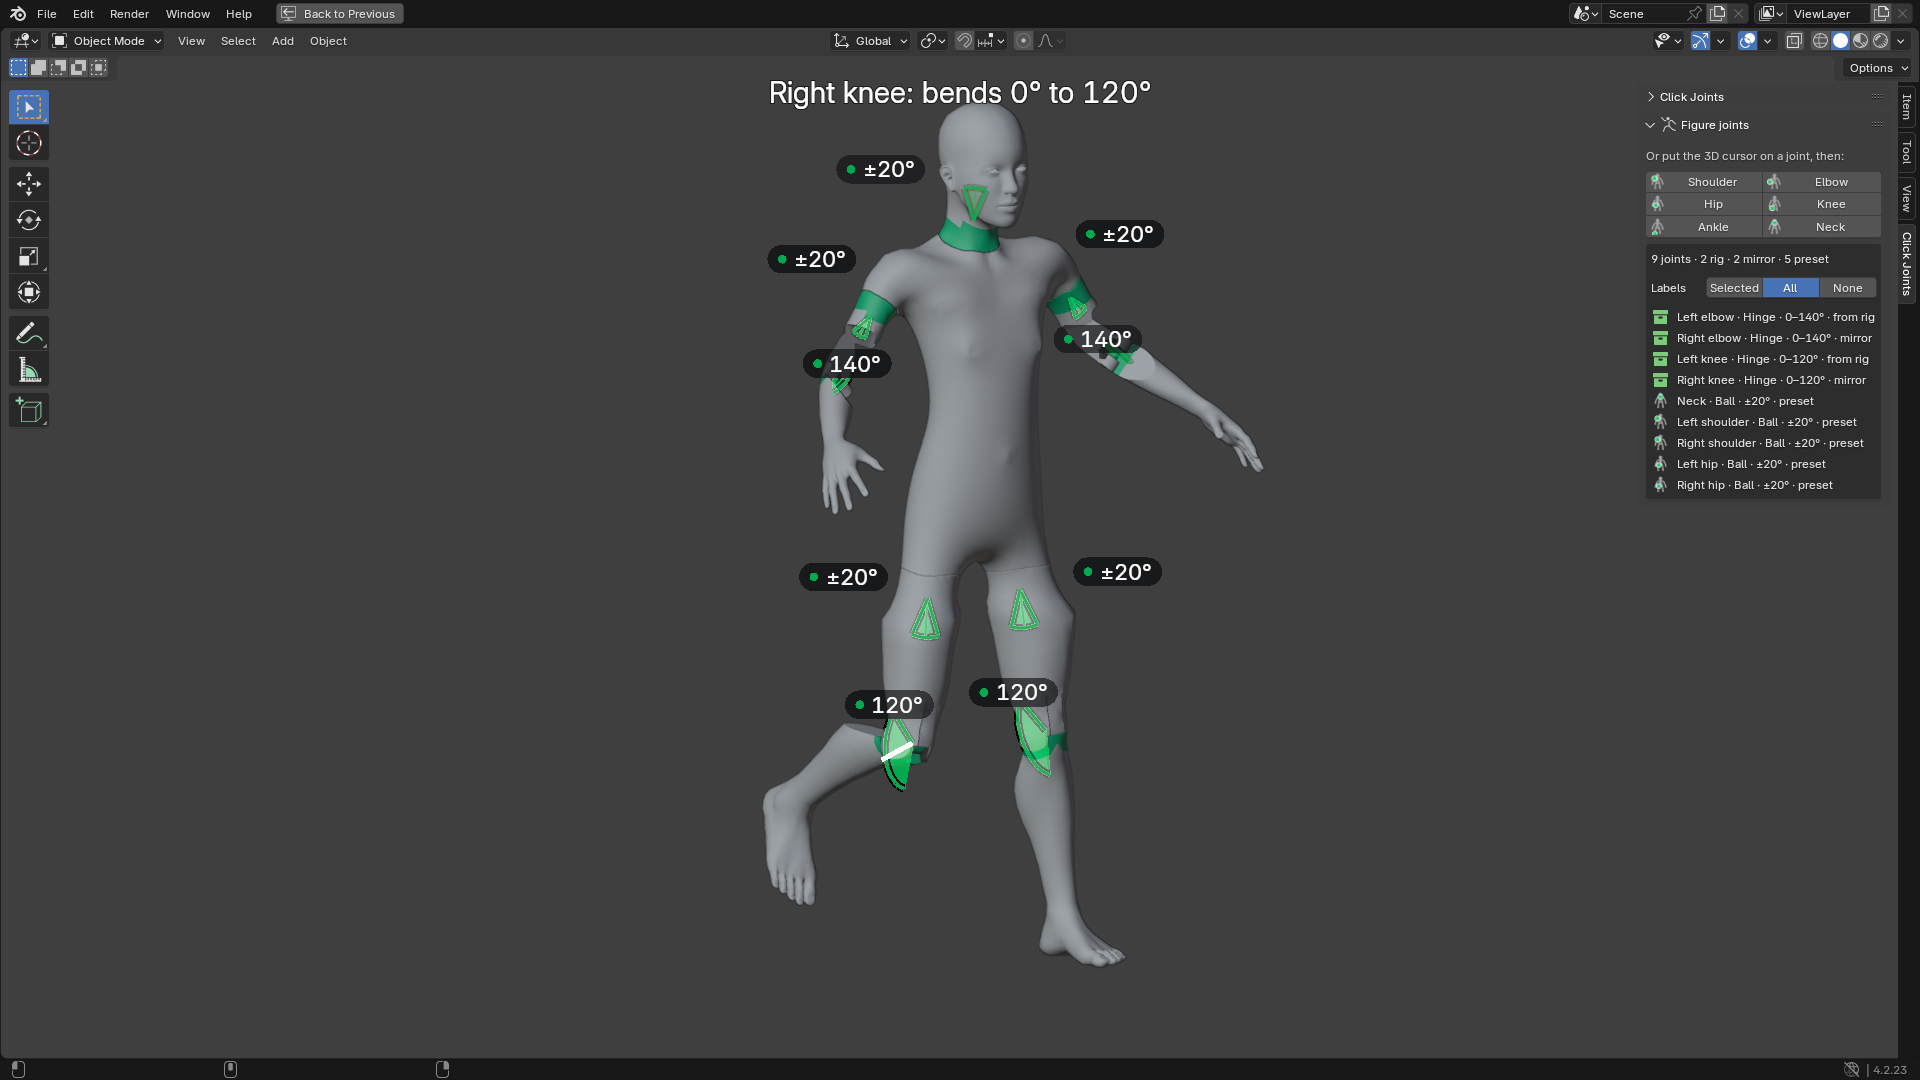 File Edit Render Window Help Back to Previous Scene ViewLayer
Object Mode View Select Add Object Global
Options
Right knee: bends 0° to 120°
±20°
±20°
±20°
140°
140°
±20°
±20°
120°
120°
Click Joints
Figure joints
Or put the 3D cursor on a joint, then:
Shoulder Elbow
Hip Knee
Ankle Neck
9 joints · 2 rig · 2 mirror · 5 preset
Labels Selected All None
Left elbow · Hinge · 0–140° · from rig
Right elbow · Hinge · 0–140° · mirror
Left knee · Hinge · 0–120° · from rig
Right knee · Hinge · 0–120° · mirror
Neck · Ball · ±20° · preset
Left shoulder · Ball · ±20° · preset
Right shoulder · Ball · ±20° · preset
Left hip · Ball · ±20° · preset
Right hip · Ball · ±20° · preset
Item
Tool
View
Click Joints
4.2.23